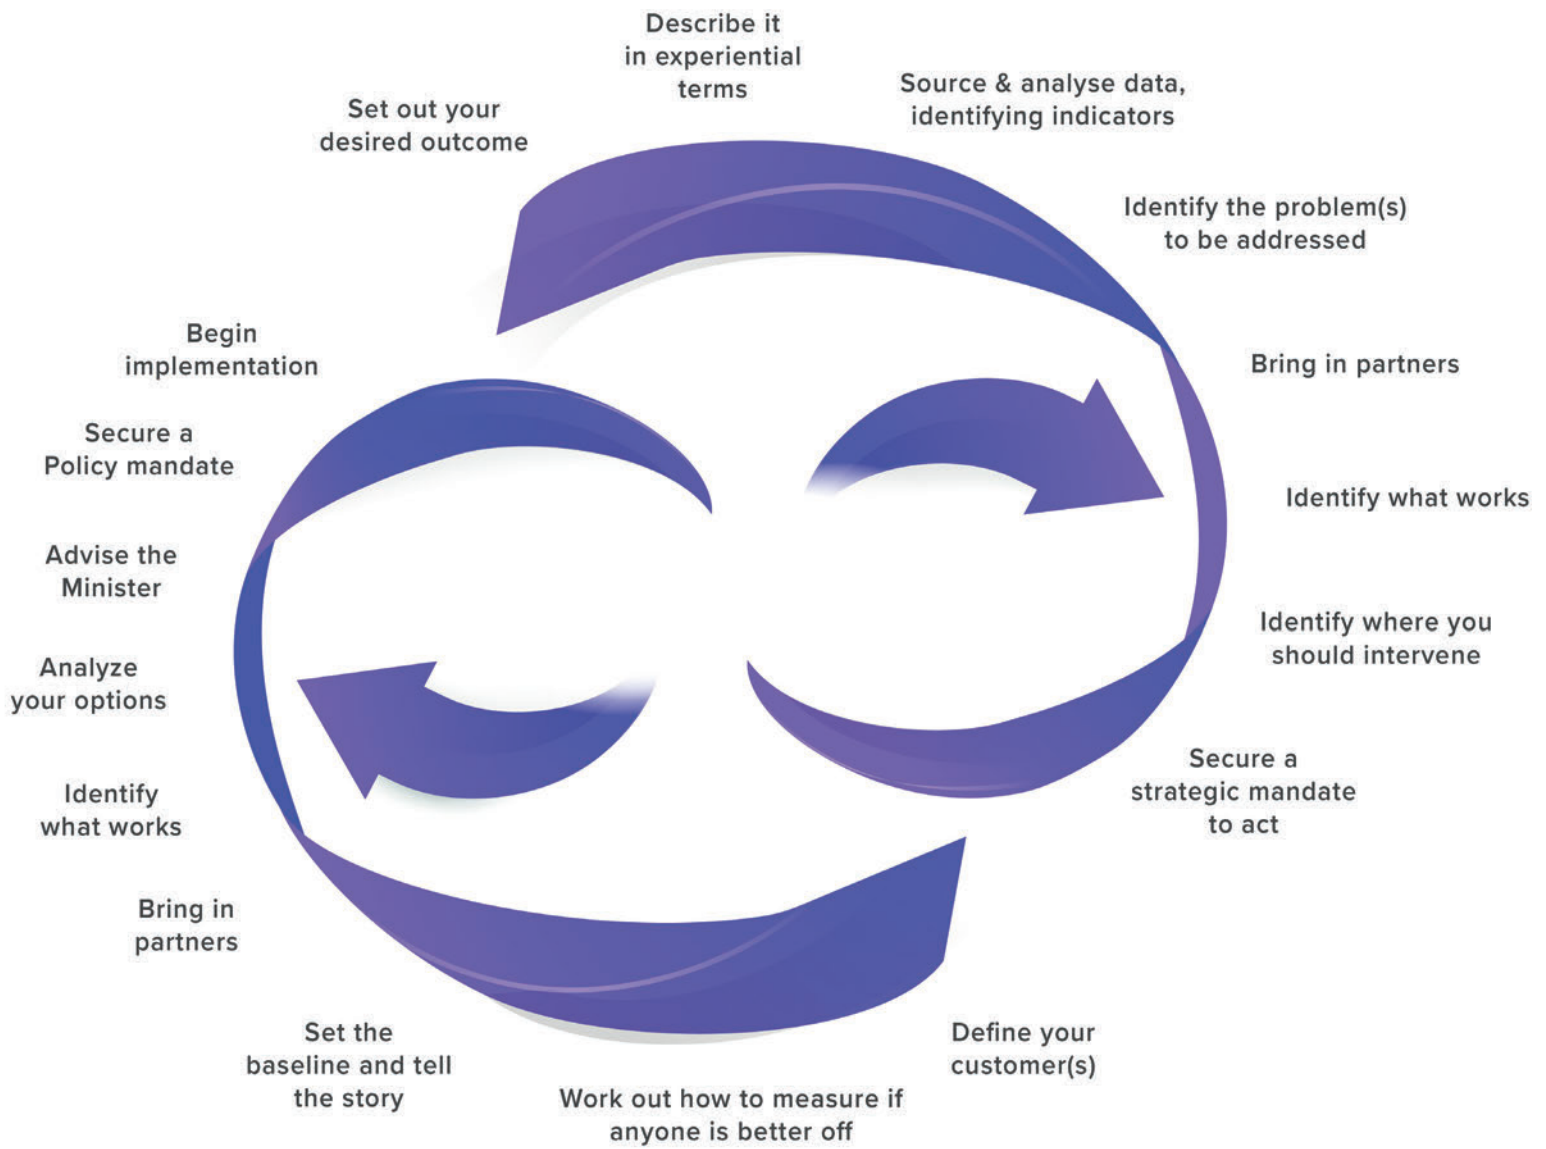 Describe it
in experiential
terms
Source & analyse data,
identifying indicators
Set out your
desired outcome
Identify the problem(s)
to be addressed
Bring in partners
Identify what works
Identify where you
should intervene
Secure a
strategic mandate
to act
Define your
customer(s)
Work out how to measure if
anyone is better off
Set the
baseline and tell
the story
Bring in
partners
Identify
what works
Analyze
your options
Advise the
Minister
Secure a
Policy mandate
Begin
implementation